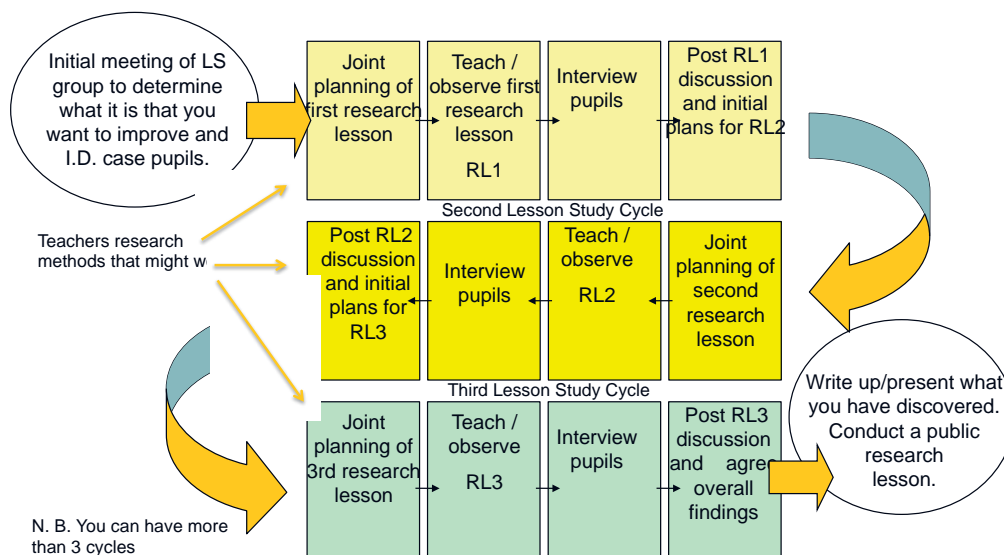 Initial meeting of LS
group to determine
what it is that you
want to improve and
I.D. case pupils.
Joint
planning of
first research
lesson
Teach /
observe first
research
lesson
RL1
Interview
pupils
Post RL1
discussion
and initial
plans for RL2
Second Lesson Study Cycle
Teachers research
methods that might
Post RL2
discussion
and initial
plans for
RL3
Interview
pupils
Teach /
observe
RL2
Joint
planning of
second
research
lesson
Third Lesson Study Cycle
Joint
planning of
3rd research
lesson
Teach /
observe
RL3
Interview
pupils
Post RL3
discussion
and agree
overall
findings
Write up/present what
you have discovered.
Conduct a public
research
lesson.
N. B. You can have more
than 3 cycles